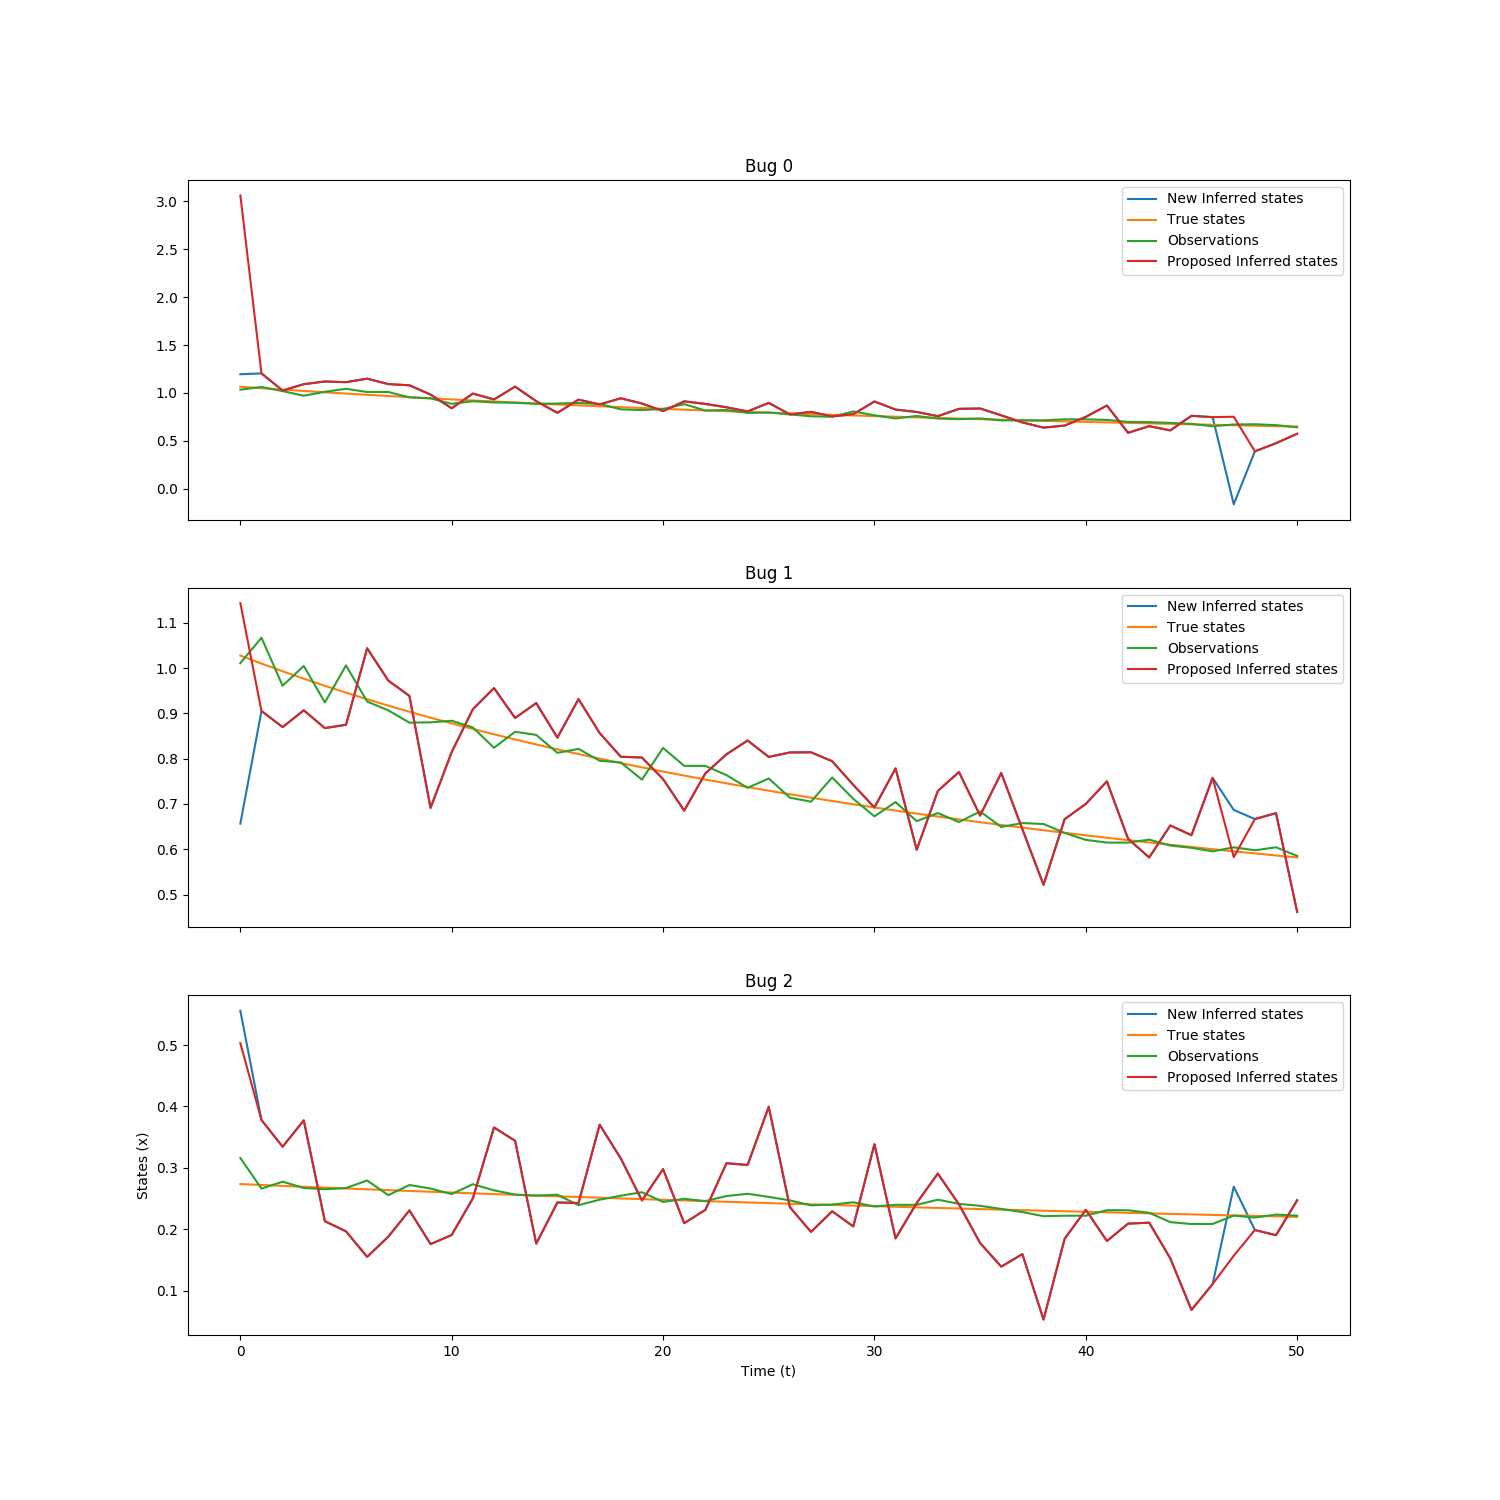 Bug 0
3.0
2.5
2.0
1.5
1.0
0.5
0.0
New Inferred states
True states
Observations
Proposed Inferred states
Bug 1
1.1
1.0
0.9
0.8
0.7
0.6
0.5
New Inferred states
True states
Observations
Proposed Inferred states
Bug 2
States (x)
0.5
0.4
0.3
0.2
0.1
New Inferred states
True states
Observations
Proposed Inferred states
0 10 20 30 40 50
Time (t)